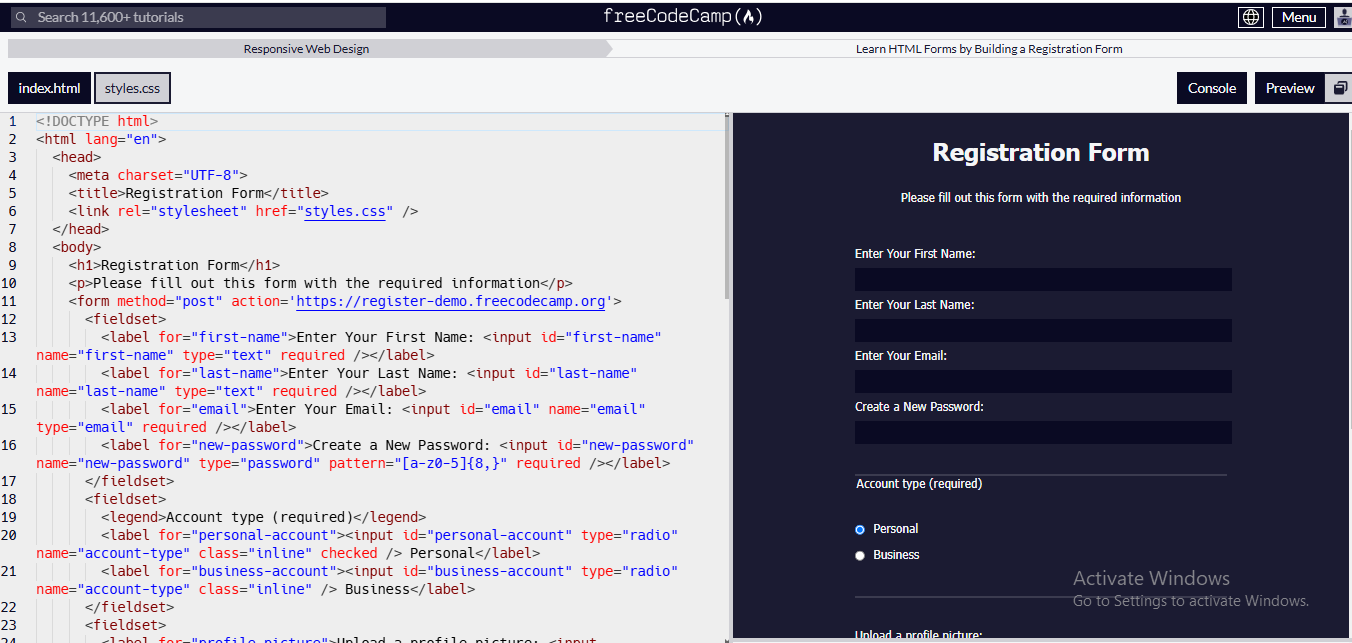 Search 11,600+ tutorials
freeCodeCamp
Menu
Responsive Web Design
Learn HTML Forms by Building a Registration Form
index.html
styles.css
Console
Preview
1 <!DOCTYPE html>
2 <html lang="en">
3 <head>
4 <meta charset="UTF-8">
5 <title>Registration Form</title>
6 <link rel="stylesheet" href="styles.css" />
7 </head>
8 <body>
9 <h1>Registration Form</h1>
10 <p>Please fill out this form with the required information</p>
11 <form method="post" action='https://register-demo.freecodecamp.org'>
12 <fieldset>
13 <label for="first-name">Enter Your First Name: <input id="first-name"
name="first-name" type="text" required /></label>
14 <label for="last-name">Enter Your Last Name: <input id="last-name"
name="last-name" type="text" required /></label>
15 <label for="email">Enter Your Email: <input id="email" name="email"
type="email" required /></label>
16 <label for="new-password">Create a New Password: <input id="new-password"
name="new-password" type="password" pattern="[a-z0-5]{8,}" required /></label>
17 </fieldset>
18 <fieldset>
19 <legend>Account type (required)</legend>
20 <label for="personal-account"><input id="personal-account" type="radio"
name="account-type" class="inline" checked /> Personal</label>
21 <label for="business-account"><input id="business-account" type="radio"
name="account-type" class="inline" /> Business</label>
22 </fieldset>
23 <fieldset>
24 <label for="profile-picture">Upload a profile picture: <input
Registration Form
Please fill out this form with the required information
Enter Your First Name:
Enter Your Last Name:
Enter Your Email:
Create a New Password:
Account type (required)
Personal
Business
Upload a profile picture:
Activate Windows
Go to Settings to activate Windows.